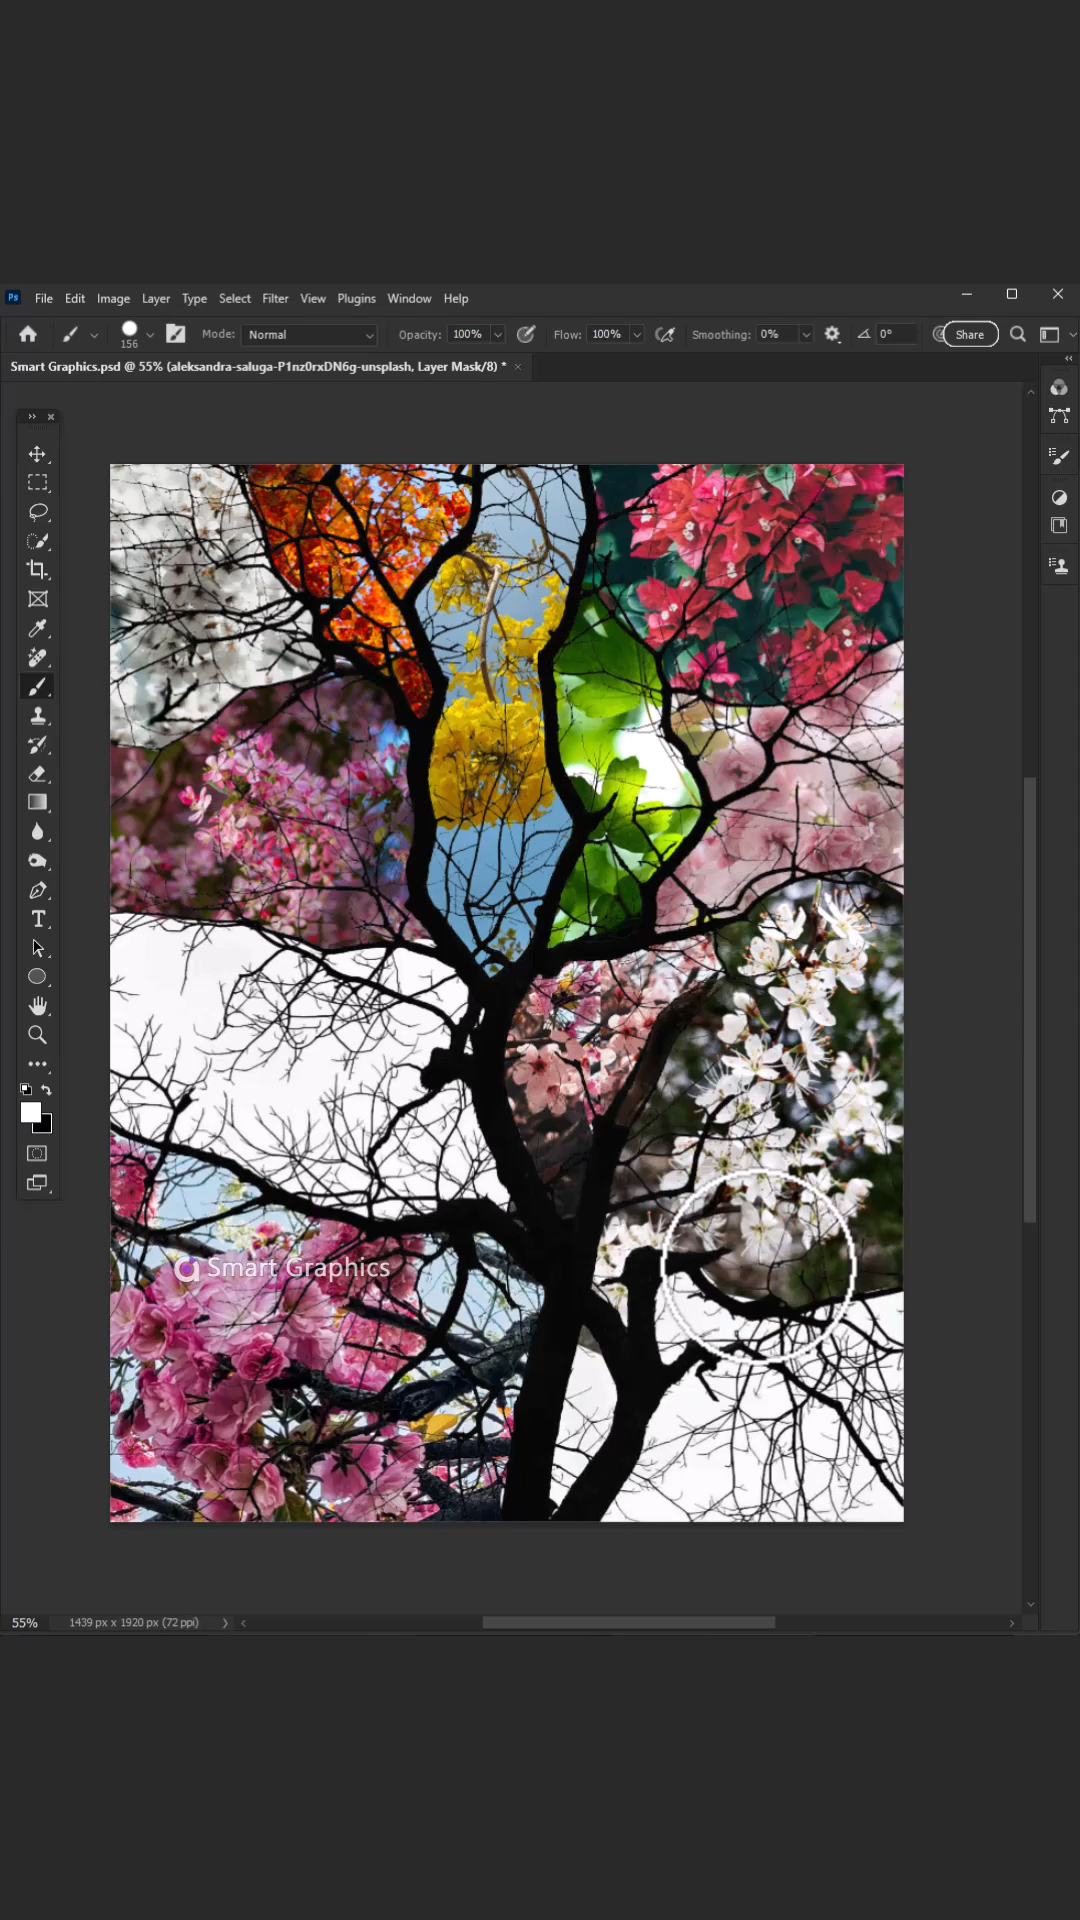 Ps File Edit Image Layer Type Select Filter View Plugins Window Help
156 Mode: Normal Opacity: 100% Flow: 100% Smoothing: 0% 0° Share
Smart Graphics.psd @ 55% (aleksandra-saluga-P1nz0rxDN6g-unsplash, Layer Mask/8) *
Smart Graphics
55% 1439 px x 1920 px (72 ppi)